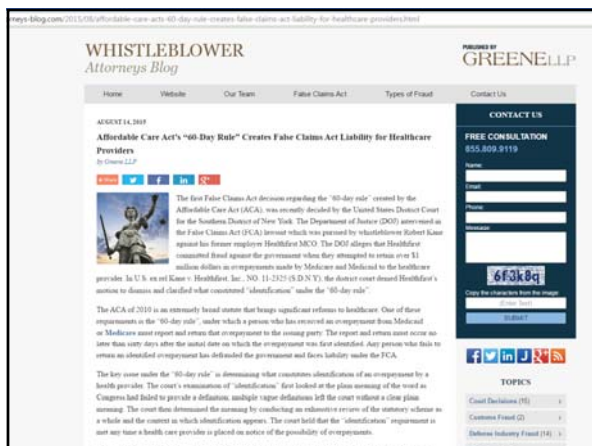 rneys-blog.com/2015/08/affordable-care-acts-60-day-rule-creates-false-claims-act-liability-for-healthcare-providers.html
WHISTLEBLOWER
Attorneys Blog
PUBLISHED BY
GREENE LLP
Home Website Our Team False Claims Act Types of Fraud Contact Us
AUGUST 14, 2015
Affordable Care Act's "60-Day Rule" Creates False Claims Act Liability for Healthcare
Providers
by Greene LLP
The first False Claims Act decision regarding the "60-day rule" created by the
Affordable Care Act (ACA), was recently decided by the United States District Court
for the Southern District of New York. The Department of Justice (DOJ) intervened in
the False Claims Act (FCA) lawsuit which was pursued by whistleblower Robert Kane
against his former employer Healthfirst MCO. The DOJ alleges that Healthfirst
committed fraud against the government when they attempted to retain over $1
million dollars in overpayments made by Medicare and Medicaid to the healthcare
provider. In U.S. ex rel Kane v. Healthfirst, Inc., NO. 11-2325 (S.D.N.Y), the district court denied Healthfirst's
motion to dismiss and clarified what constituted "identification" under the "60-day rule".
The ACA of 2010 is an extremely broad statute that brings significant reforms to healthcare. One of these
requirements is the "60-day rule", under which a person who has received an overpayment from Medicaid
or Medicare must report and return that overpayment to the issuing party. The report and return must occur no
later than sixty days after the initial date on which the overpayment was first identified. Any person who fails to
return an identified overpayment has defrauded the government and faces liability under the FCA.
The key issue under the "60-day rule" is determining what constitutes identification of an overpayment by a
health provider. The court's examination of "identification" first looked at the plain meaning of the word as
Congress had failed to provide a definition; multiple vague definitions left the court without a clear plain
meaning. The court then determined the meaning by conducting an exhaustive review of the statutory scheme as
a whole and the context in which identification appears. The court held that the "identification" requirement is
met any time a health care provider is placed on notice of the possibility of overpayments.
CONTACT US
FREE CONSULTATION
855.809.9119
Name:
Email:
Phone:
Message:
6f3k8q
Copy the characters from the image:
(Enter Text)
SUBMIT
TOPICS
Court Decisions (15)
Customs Fraud (2)
Defense Industry Fraud (14)